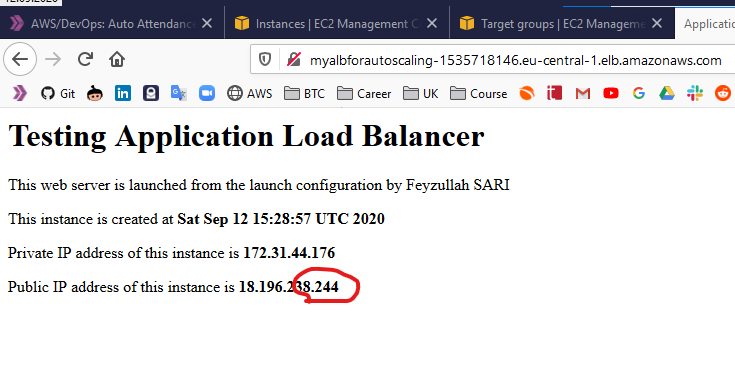 AWS/DevOps: Auto Attendanc
Instances | EC2 Management C
Target groups | EC2 Manageme
Applicatio
myalbforautoscaling-1535718146.eu-central-1.elb.amazonaws.com
Git
AWS
BTC
Career
UK
Course
Testing Application Load Balancer
This web server is launched from the launch configuration by Feyzullah SARI
This instance is created at Sat Sep 12 15:28:57 UTC 2020
Private IP address of this instance is 172.31.44.176
Public IP address of this instance is 18.196.238.244